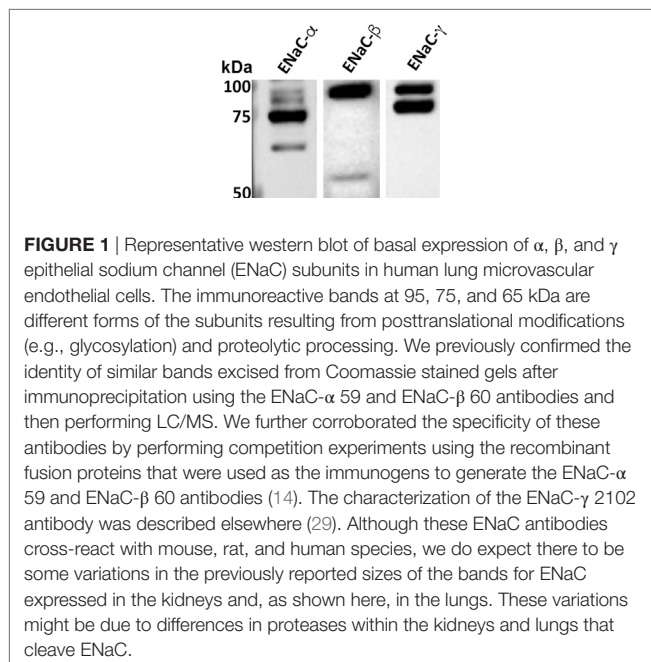 ENaC-α ENaC-β ENaC-γ
kDa
100
75
50
FIGURE 1 | Representative western blot of basal expression of α, β, and γ
epithelial sodium channel (ENaC) subunits in human lung microvascular
endothelial cells. The immunoreactive bands at 95, 75, and 65 kDa are
different forms of the subunits resulting from posttranslational modifications
(e.g., glycosylation) and proteolytic processing. We previously confirmed the
identity of similar bands excised from Coomassie stained gels after
immunoprecipitation using the ENaC-α 59 and ENaC-β 60 antibodies and
then performing LC/MS. We further corroborated the specificity of these
antibodies by performing competition experiments using the recombinant
fusion proteins that were used as the immunogens to generate the ENaC-α
59 and ENaC-β 60 antibodies (14). The characterization of the ENaC-γ 2102
antibody was described elsewhere (29). Although these ENaC antibodies
cross-react with mouse, rat, and human species, we do expect there to be
some variations in the previously reported sizes of the bands for ENaC
expressed in the kidneys and, as shown here, in the lungs. These variations
might be due to differences in proteases within the kidneys and lungs that
cleave ENaC.